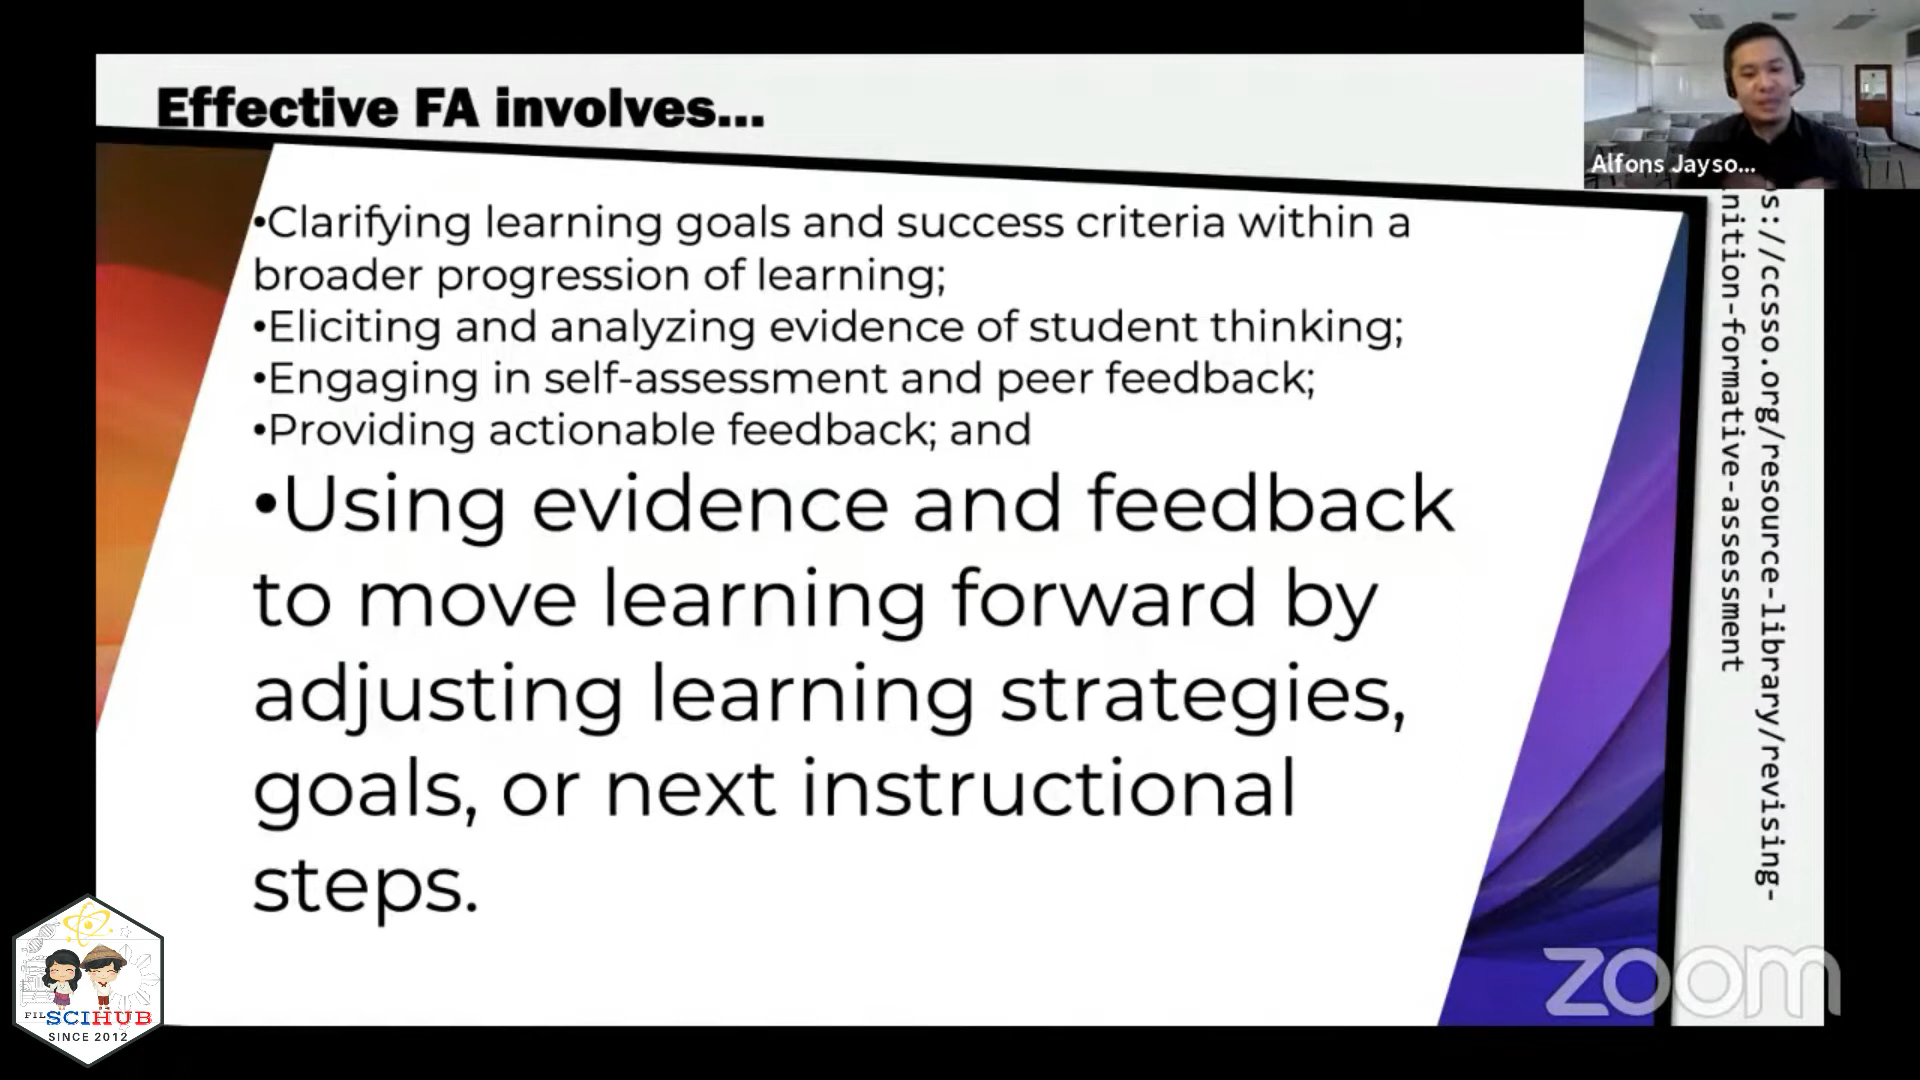 Effective FA involves...
Alfons Jayso...
•Clarifying learning goals and success criteria within a
broader progression of learning;
•Eliciting and analyzing evidence of student thinking;
•Engaging in self-assessment and peer feedback;
•Providing actionable feedback; and
•Using evidence and feedback
to move learning forward by
adjusting learning strategies,
goals, or next instructional
steps.
s://ccsso.org/resource-library/revising-
nition-formative-assessment
zoom
FIL SCIHUB
SINCE 2012